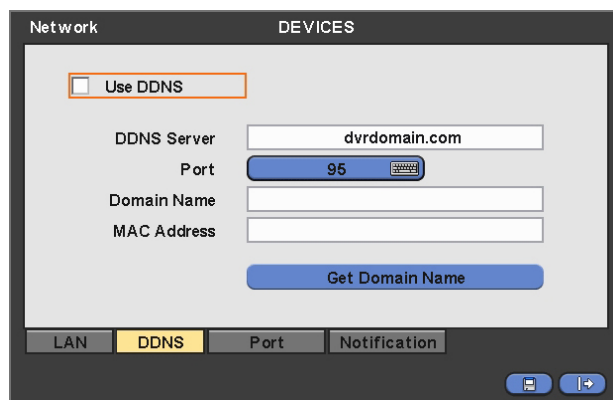 Network DEVICES
Use DDNS
DDNS Server dvrdomain.com
Port 95
Domain Name
MAC Address
Get Domain Name
LAN DDNS Port Notification